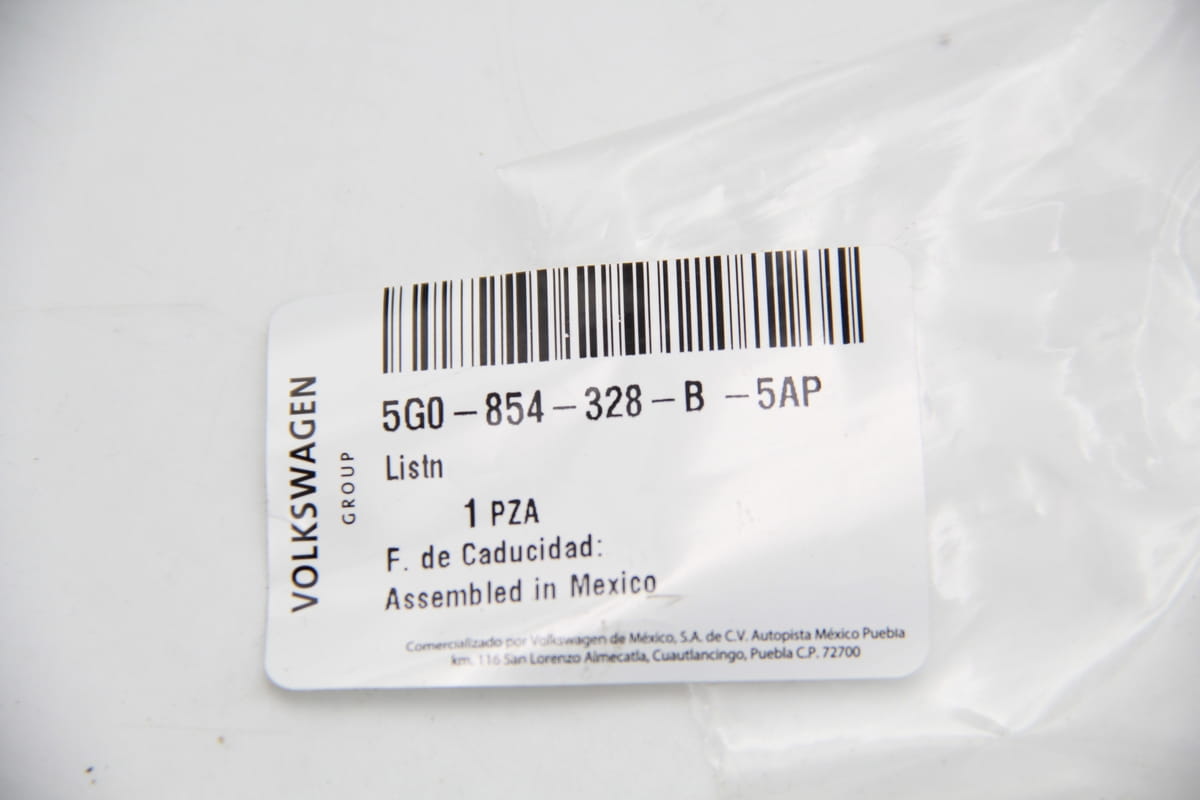 VOLKSWAGEN
GROUP
5G0-854-328-B -5AP
Listn
1 PZA
F. de Caducidad:
Assembled in Mexico
Comercializado por Volkswagen de México, S.A. de C.V. Autopista México Puebla
km. 116 San Lorenzo Almecatla, Cuautlancingo, Puebla C.P. 72700